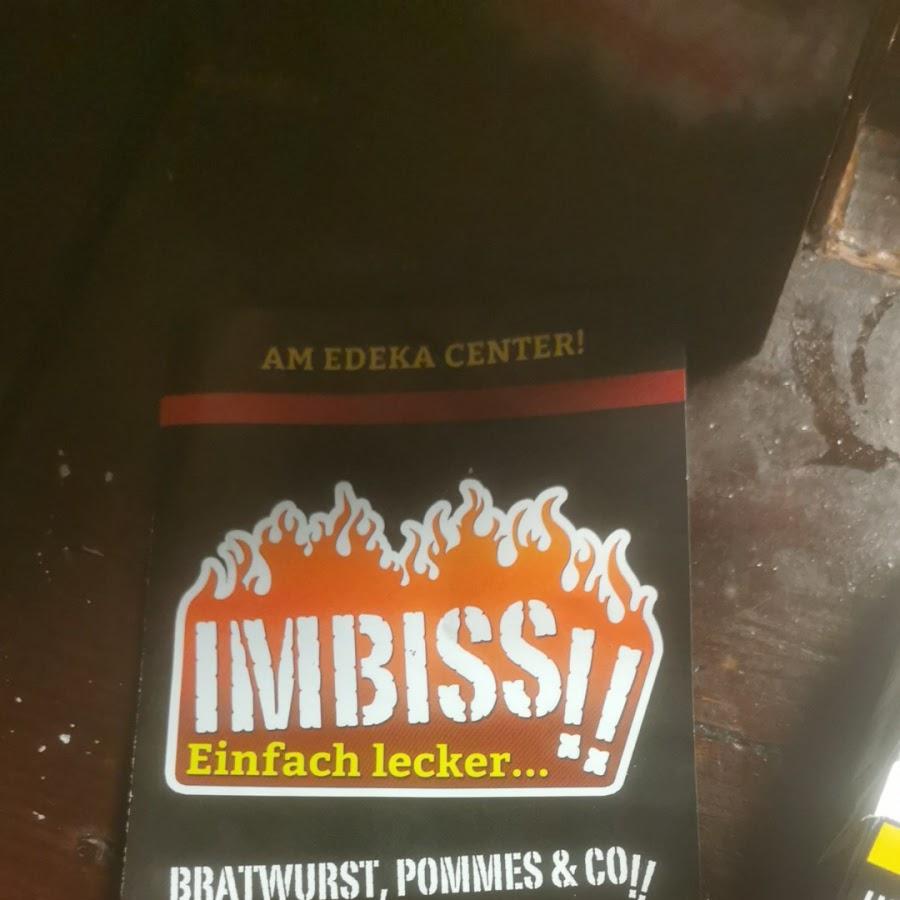 AM EDEKA CENTER!
IMBISS!!
Einfach lecker...
BRATWURST, POMMES & CO!!